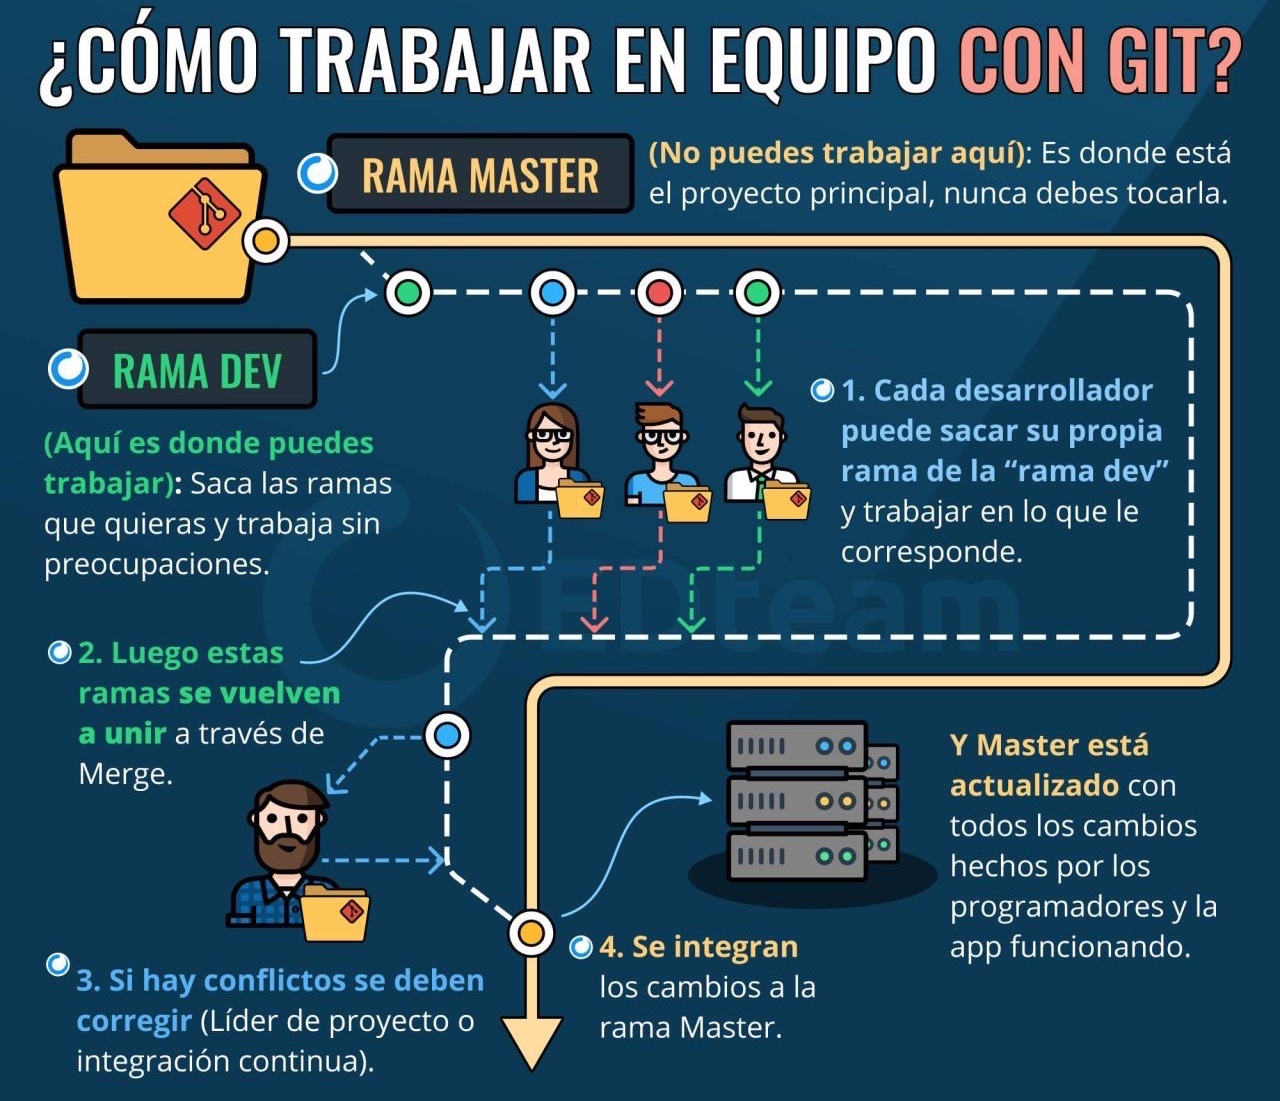 ¿CÓMO TRABAJAR EN EQUIPO CON GIT?
RAMA MASTER
(No puedes trabajar aquí): Es donde está
el proyecto principal, nunca debes tocarla.
RAMA DEV
(Aquí es donde puedes
trabajar): Saca las ramas
que quieras y trabaja sin
preocupaciones.
1. Cada desarrollador
puede sacar su propia
rama de la “rama dev”
y trabajar en lo que le
corresponde.
EDteam
2. Luego estas
ramas se vuelven
a unir a través de
Merge.
3. Si hay conflictos se deben
corregir (Líder de proyecto o
integración continua).
4. Se integran
los cambios a la
rama Master.
Y Master está
actualizado con
todos los cambios
hechos por los
programadores y la
app funcionando.